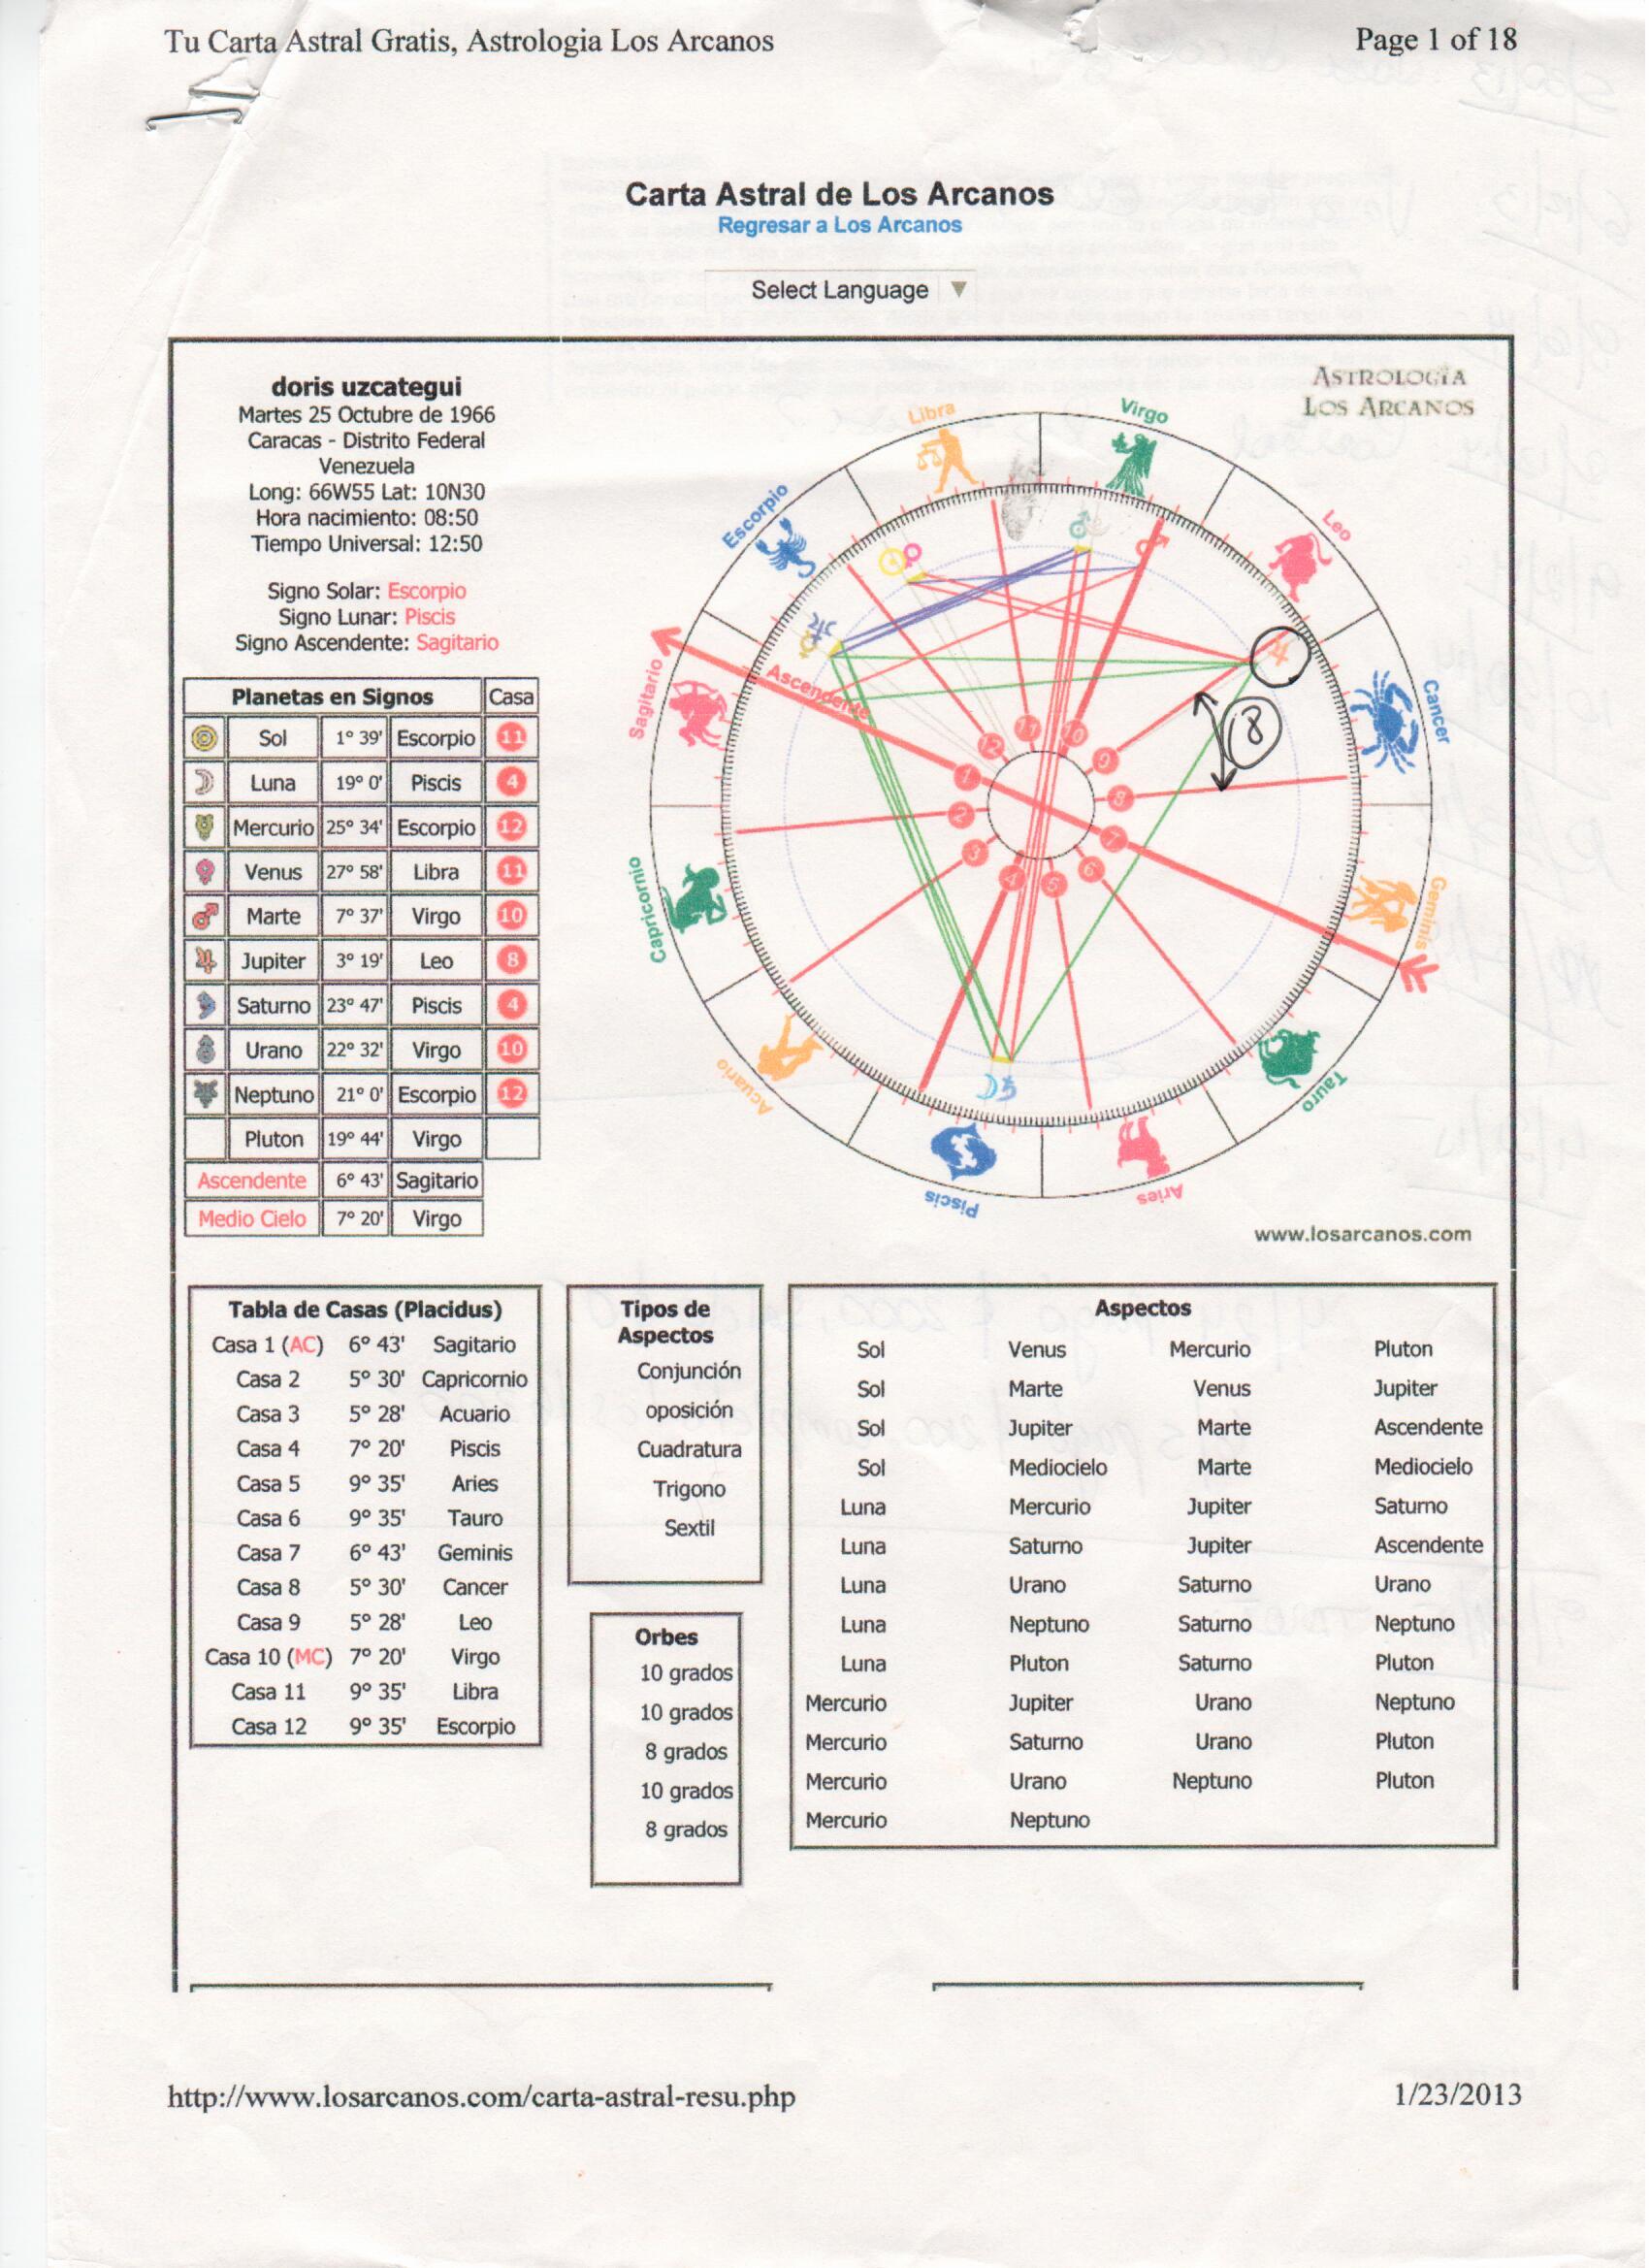 Tu Carta Astral Gratis, Astrologia Los Arcanos
Page 1 of 18
Carta Astral de Los Arcanos
Regresar a Los Arcanos
Select Language ▼
doris uzcategui
Martes 25 Octubre de 1966
Caracas - Distrito Federal
Venezuela
Long: 66W55 Lat: 10N30
Hora nacimiento: 08:50
Tiempo Universal: 12:50
Signo Solar: Escorpio
Signo Lunar: Piscis
Signo Ascendente: Sagitario
Planetas en Signos Casa
Sol 1° 39' Escorpio 11
Luna 19° 0' Piscis 4
Mercurio 25° 34' Escorpio 12
Venus 27° 58' Libra 11
Marte 7° 37' Virgo 10
Jupiter 3° 19' Leo 8
Saturno 23° 47' Piscis 4
Urano 22° 32' Virgo 10
Neptuno 21° 0' Escorpio 12
Pluton 19° 44' Virgo
Ascendente 6° 43' Sagitario
Medio Cielo 7° 20' Virgo
ASTROLOGÍA
LOS ARCANOS
Libra
Virgo
Leo
Cancer
Geminis
Tauro
Aries
Piscis
Acuario
Capricornio
Sagitario
Escorpio
Ascendente
1
2
3
4
5
6
7
8
9
10
11
12
8
www.losarcanos.com
Tabla de Casas (Placidus)
Casa 1 (AC) 6° 43' Sagitario
Casa 2 5° 30' Capricornio
Casa 3 5° 28' Acuario
Casa 4 7° 20' Piscis
Casa 5 9° 35' Aries
Casa 6 9° 35' Tauro
Casa 7 6° 43' Geminis
Casa 8 5° 30' Cancer
Casa 9 5° 28' Leo
Casa 10 (MC) 7° 20' Virgo
Casa 11 9° 35' Libra
Casa 12 9° 35' Escorpio
Tipos de
Aspectos
Conjunción
oposición
Cuadratura
Trigono
Sextil
Orbes
10 grados
10 grados
8 grados
10 grados
8 grados
Aspectos
Sol Venus Mercurio Pluton
Sol Marte Venus Jupiter
Sol Jupiter Marte Ascendente
Sol Mediocielo Marte Mediocielo
Luna Mercurio Jupiter Saturno
Luna Saturno Jupiter Ascendente
Luna Urano Saturno Urano
Luna Neptuno Saturno Neptuno
Luna Pluton Saturno Pluton
Mercurio Jupiter Urano Neptuno
Mercurio Saturno Urano Pluton
Mercurio Urano Neptuno Pluton
Mercurio Neptuno
http://www.losarcanos.com/carta-astral-resu.php
1/23/2013